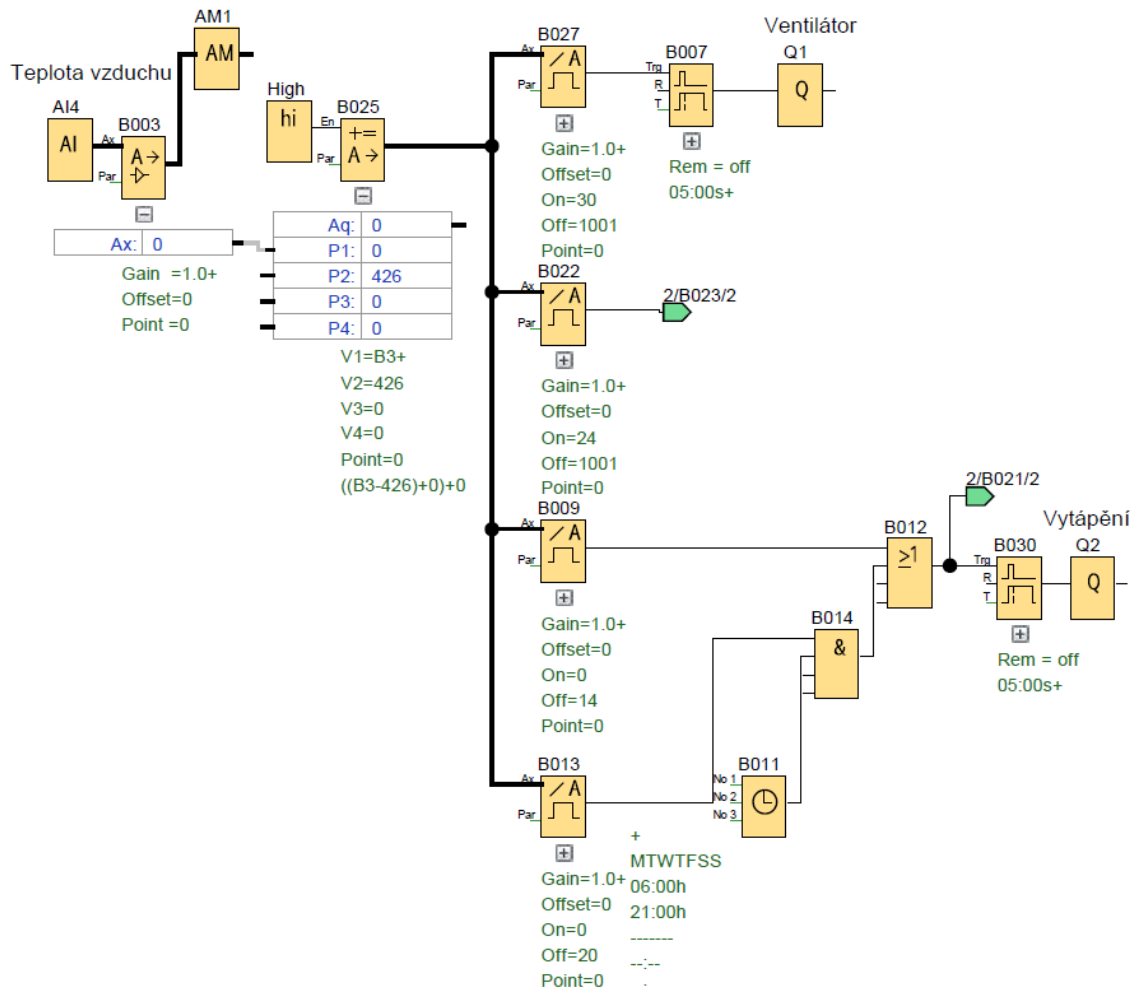 AM1
AM
Teplota vzduchu
AI4
AI
B003
Ax
A→
Par
Ax: 0
Gain =1.0+
Offset=0
Point =0
High
hi
B025
En
+=
A→
Par
Aq: 0
P1: 0
P2: 426
P3: 0
P4: 0
V1=B3+
V2=426
V3=0
V4=0
Point=0
((B3-426)+0)+0
B027
Ax
/A
Par
Gain=1.0+
Offset=0
On=30
Off=1001
Point=0
B007
Trg
R
T
Rem = off
05:00s+
Ventilátor
Q1
Q
B022
Ax
/A
Par
2/B023/2
Gain=1.0+
Offset=0
On=24
Off=1001
Point=0
B009
Ax
/A
Par
Gain=1.0+
Offset=0
On=0
Off=14
Point=0
B012
≥1
2/B021/2
Vytápění
B030
Trg
R
T
Rem = off
05:00s+
Q2
Q
B014
&
B013
Ax
/A
Par
Gain=1.0+
Offset=0
On=0
Off=20
Point=0
B011
No 1
No 2
No 3
+
MTWTFSS
06:00h
21:00h
-------
--:--